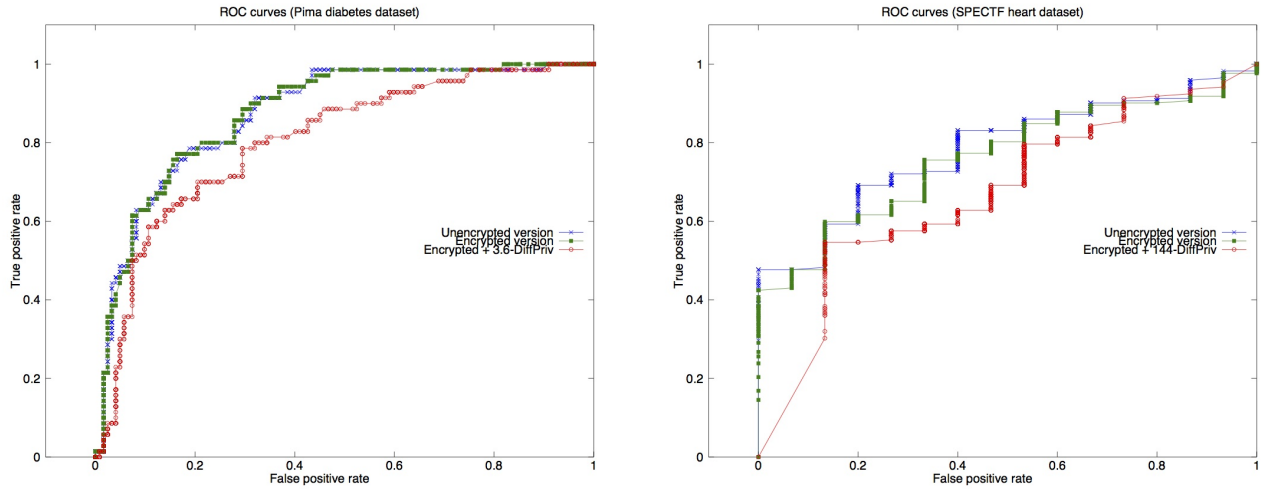 ROC curves (Pima diabetes dataset)
True positive rate
1
0.8
0.6
0.4
0.2
0
Unencrypted version
Encrypted version
Encrypted + 3.6-DiffPriv
0
0.2
0.4
0.6
0.8
1
False positive rate
ROC curves (SPECTF heart dataset)
True positive rate
1
0.8
0.6
0.4
0.2
0
Unencrypted version
Encrypted version
Encrypted + 144-DiffPriv
0
0.2
0.4
0.6
0.8
1
False positive rate